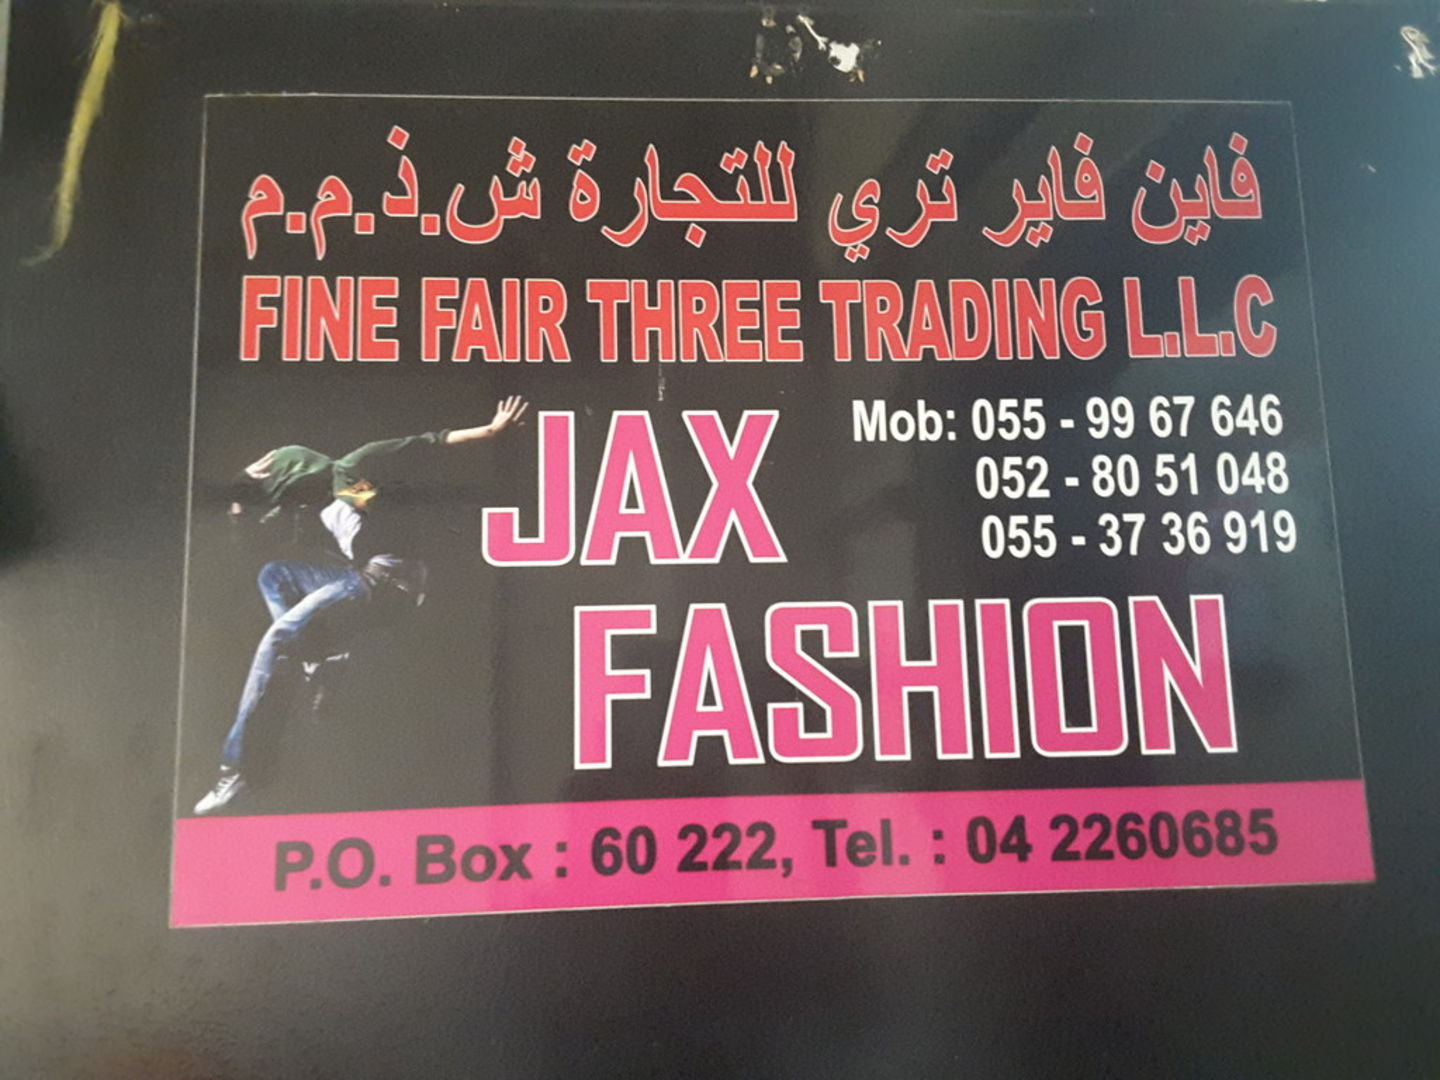 فاين فاير تري للتجارة ش.ذ.م.م
FINE FAIR THREE TRADING L.L.C
JAX
FASHION
Mob: 055 - 99 67 646
052 - 80 51 048
055 - 37 36 919
P.O. Box : 60 222, Tel. : 04 2260685